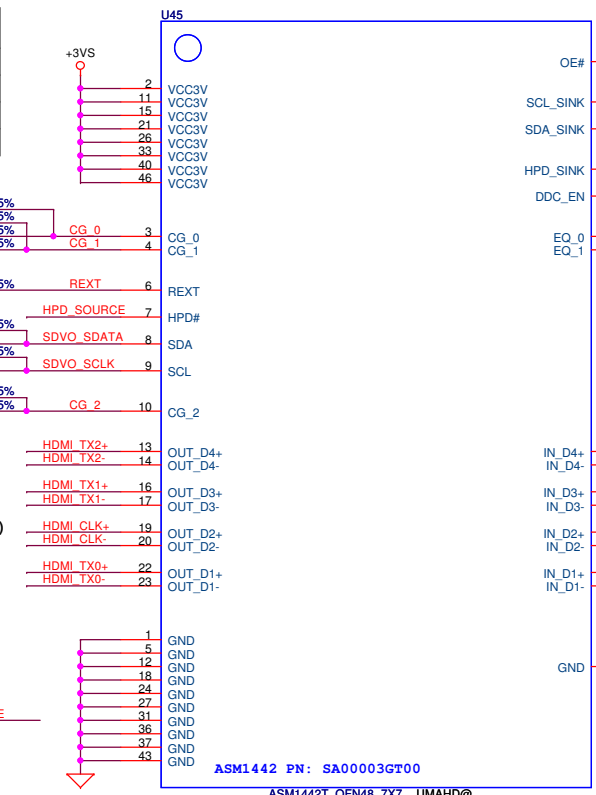 U45
+3VS
OE#
2 VCC3V
11 VCC3V
SCL_SINK
15 VCC3V
21 VCC3V
SDA_SINK
26 VCC3V
33 VCC3V
40 VCC3V
HPD_SINK
46 VCC3V
DDC_EN
5%
5%
5% CG_0 3 CG_0
EQ_0
5% CG_1 4 CG_1
EQ_1
5% REXT 6 REXT
HPD_SOURCE 7 HPD#
5%
SDVO_SDATA 8 SDA
5%
SDVO_SCLK 9 SCL
5%
5% CG_2 10 CG_2
HDMI_TX2+ 13 OUT_D4+ IN_D4+
HDMI_TX2- 14 OUT_D4- IN_D4-
HDMI_TX1+ 16 OUT_D3+ IN_D3+
HDMI_TX1- 17 OUT_D3- IN_D3-
)
HDMI_CLK+ 19 OUT_D2+ IN_D2+
HDMI_CLK- 20 OUT_D2- IN_D2-
HDMI_TX0+ 22 OUT_D1+ IN_D1+
HDMI_TX0- 23 OUT_D1- IN_D1-
1 GND
5 GND
12 GND GND
18 GND
24 GND
27 GND
E
31 GND
36 GND
37 GND
43 GND
ASM1442 PN: SA00003GT00
ASM1442T_QFN48_7X7 UMAHD@